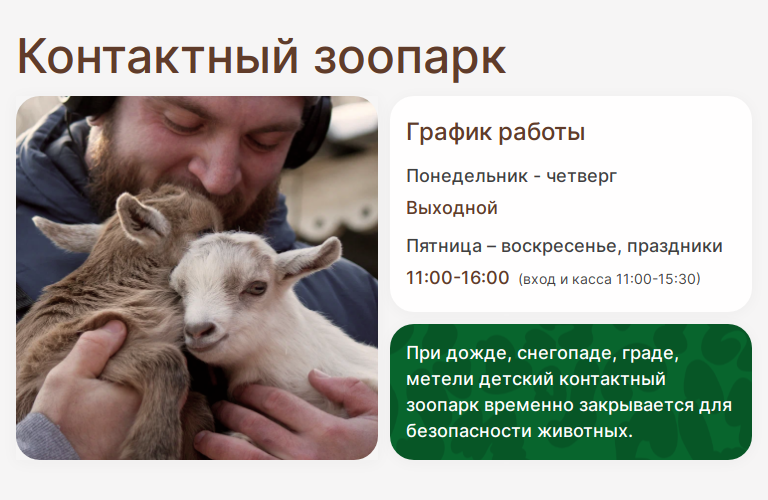 Контактный зоопарк
График работы
Понедельник - четверг
Выходной
Пятница – воскресенье, праздники
11:00-16:00 (вход и касса 11:00-15:30)
При дожде, снегопаде, граде,
метели детский контактный
зоопарк временно закрывается для
безопасности животных.